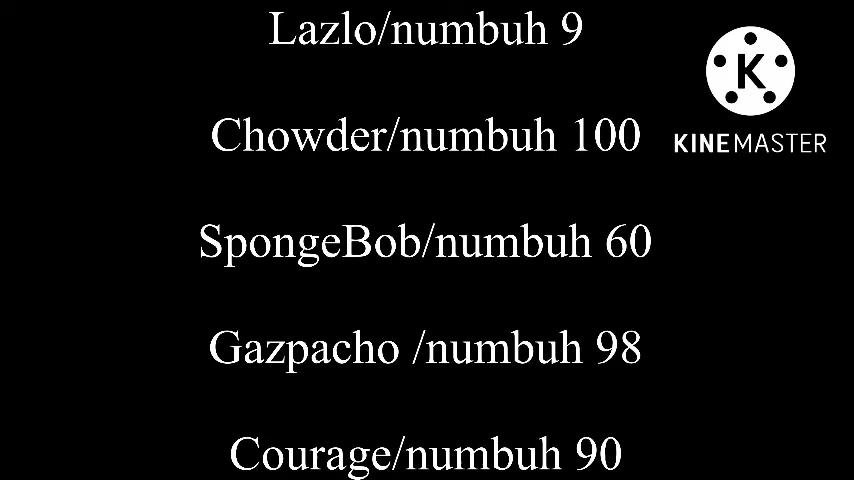 Lazlo/numbuh 9
Chowder/numbuh 100
SpongeBob/numbuh 60
Gazpacho /numbuh 98
Courage/numbuh 90
K
KINEMASTER